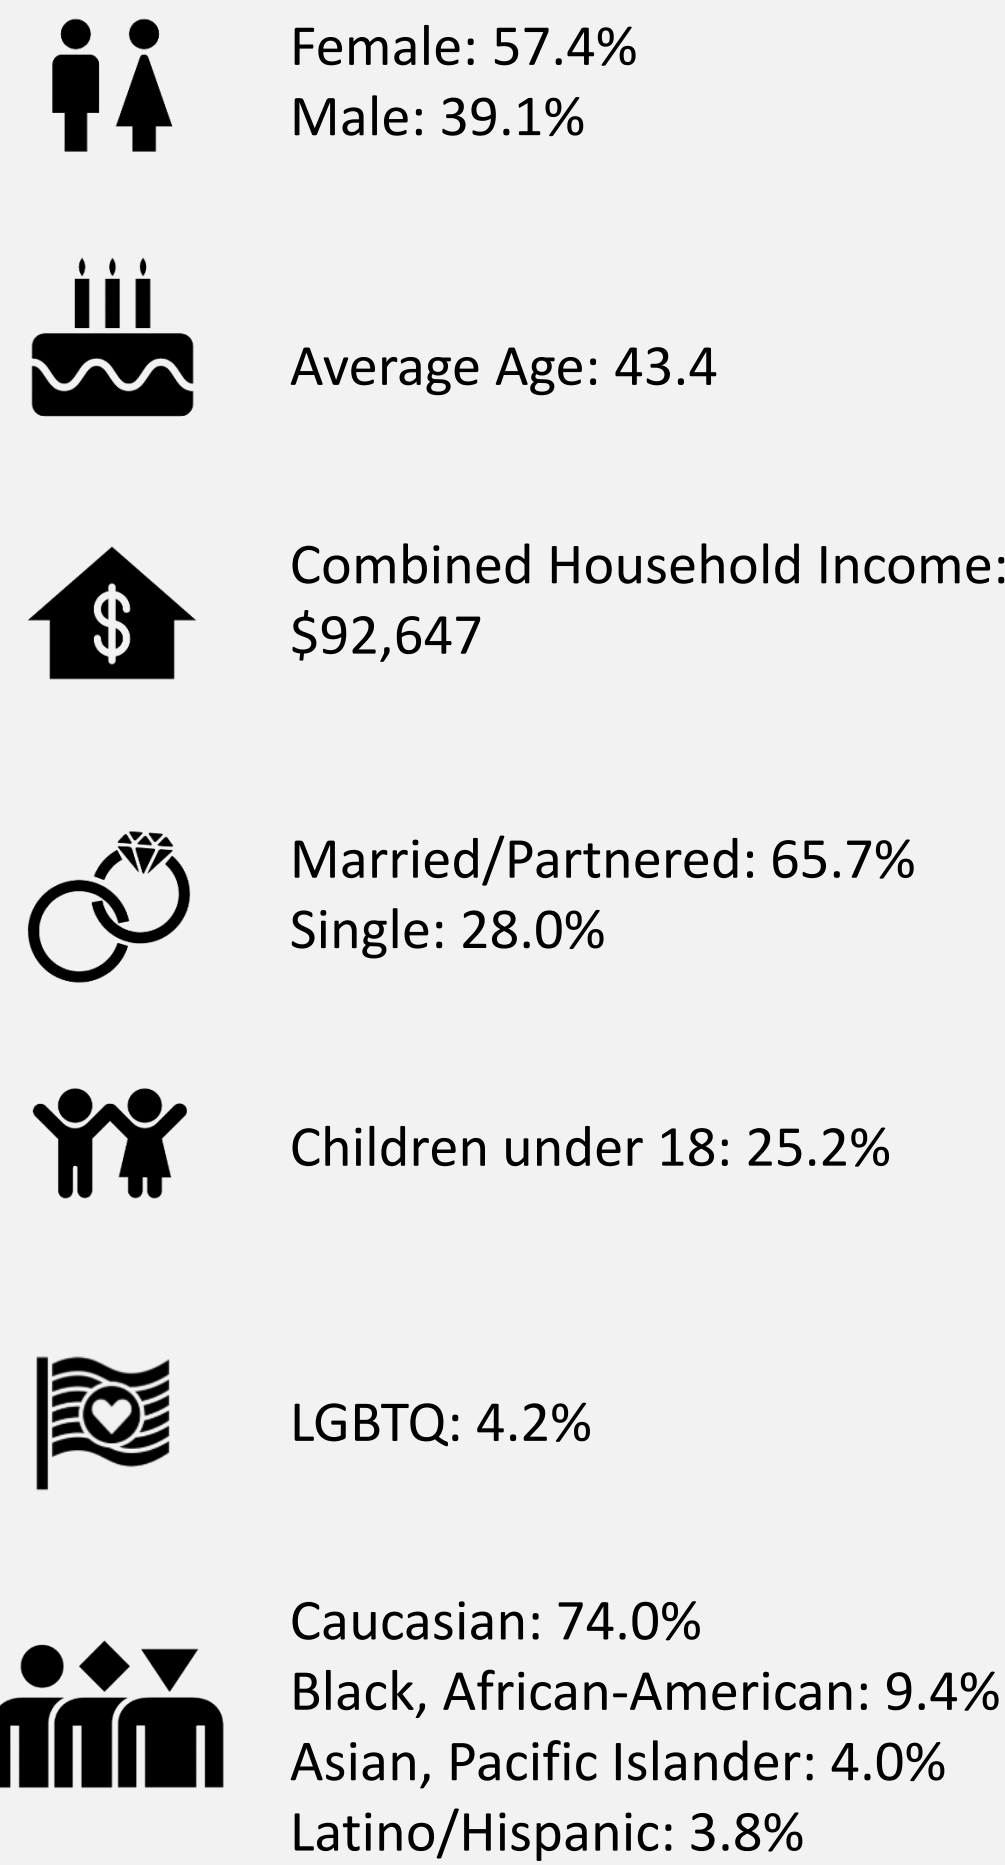 Female: 57.4%
Male: 39.1%
Average Age: 43.4
Combined Household Income:
$92,647
Married/Partnered: 65.7%
Single: 28.0%
Children under 18: 25.2%
LGBTQ: 4.2%
Caucasian: 74.0%
Black, African-American: 9.4%
Asian, Pacific Islander: 4.0%
Latino/Hispanic: 3.8%